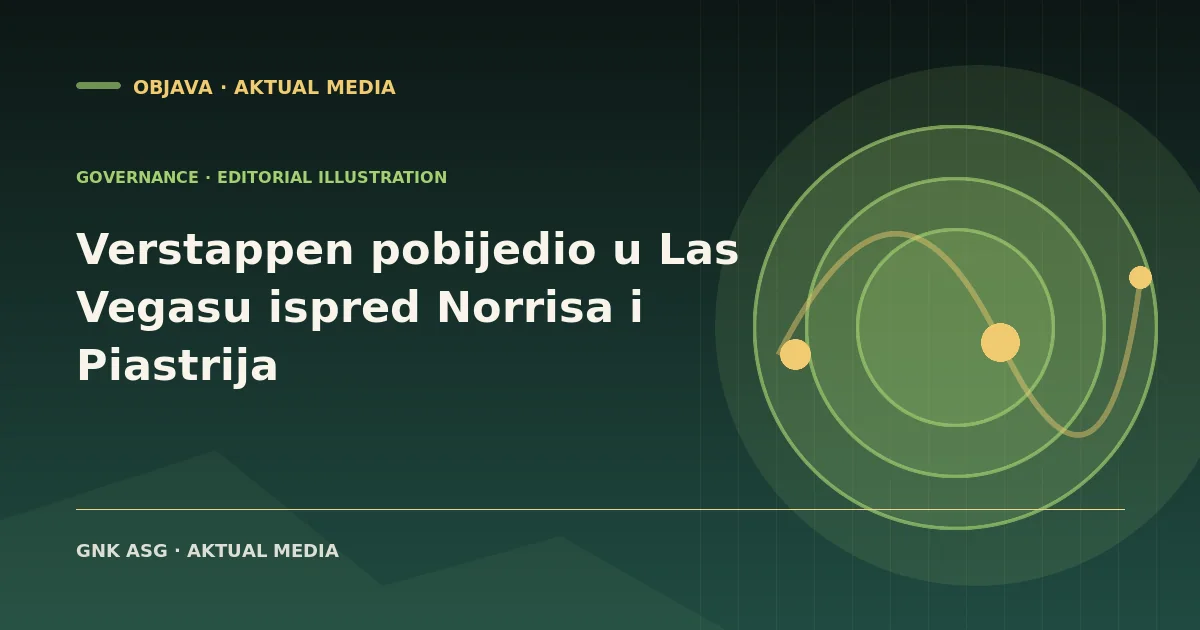 OBJAVA · AKTUAL MEDIA
GOVERNANCE · EDITORIAL ILLUSTRATION
Verstappen pobijedio u Las
Vegasu ispred Norrisa i
Piastrija
GNK ASG · AKTUAL MEDIA